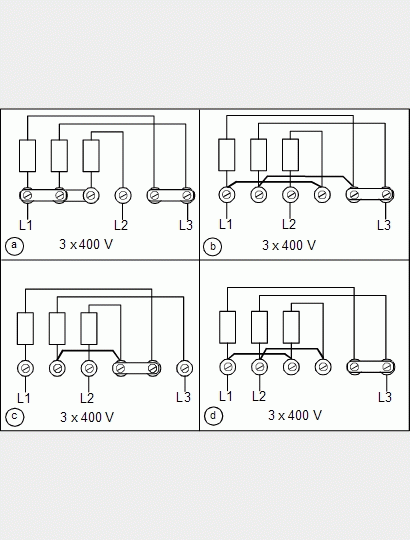 L1 L2 L3
a 3 x 400 V
L1 L2 L3
b 3 x 400 V
L1 L2 L3
c 3 x 400 V
L1 L2 L3
d 3 x 400 V